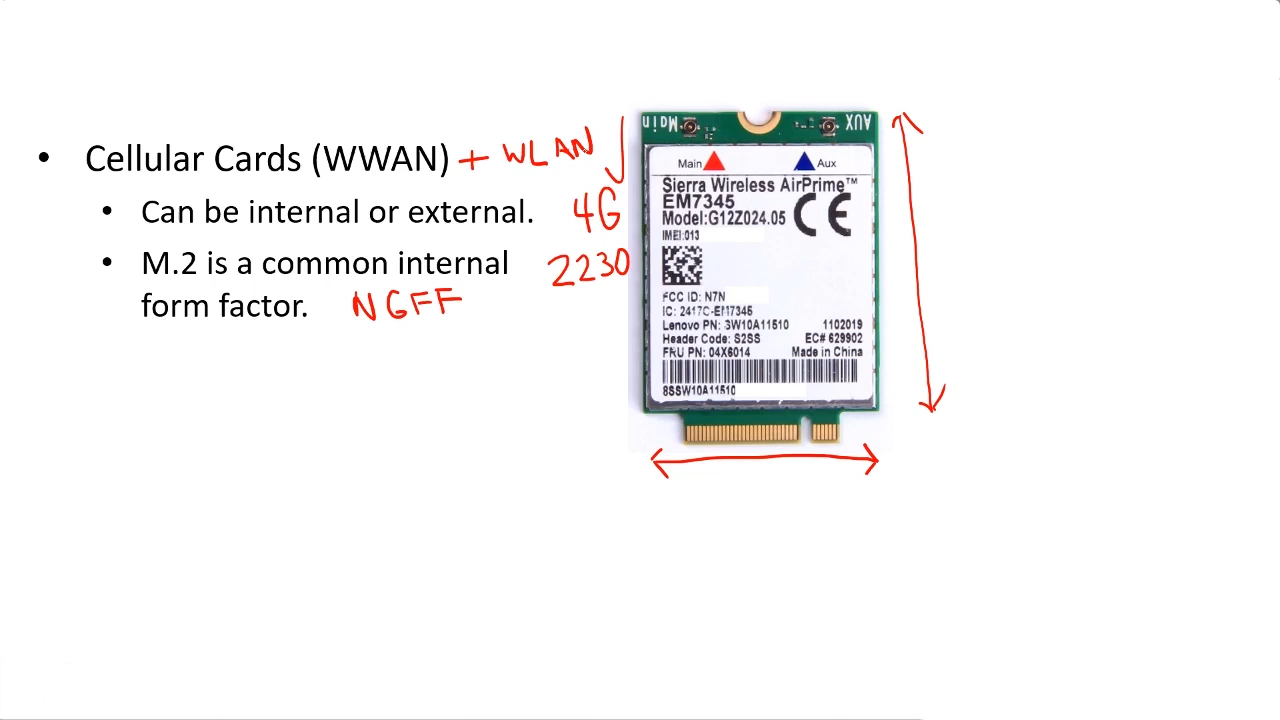 Cellular Cards (WWAN) + WLAN
Can be internal or external.
4G
M.2 is a common internal
2230
form factor.
NGFF
Main
AUX
Main
Aux
Sierra Wireless AirPrime™
EM7345
Model:G12Z024.05
CE
IMEI:013
FCC ID: N7N
IC: 2417C-EM7345
Lenovo PN: 3W10A11510 1102019
Header Code: S2SS EC# 629902
FRU PN: 04X6014 Made in China
8SSW10A11510